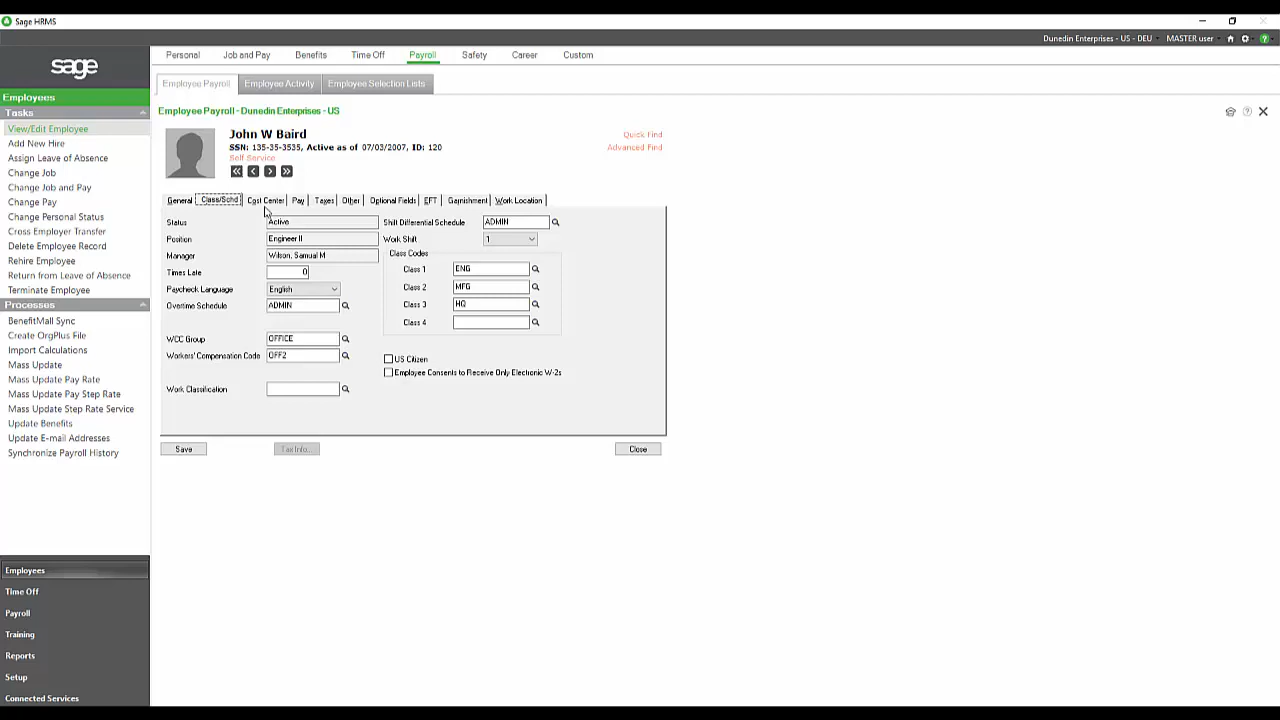 Sage HRMS
Dunedin Enterprises - US - DEU MASTER user
sage
Personal Job and Pay Benefits Time Off Payroll Safety Career Custom
Employee Payroll Employee Activity Employee Selection Lists
Employees
Tasks
View/Edit Employee
Add New Hire
Assign Leave of Absence
Change Job
Change Job and Pay
Change Pay
Change Personal Status
Cross Employer Transfer
Delete Employee Record
Rehire Employee
Return from Leave of Absence
Terminate Employee
Processes
BenefitMall Sync
Create OrgPlus File
Import Calculations
Mass Update
Mass Update Pay Rate
Mass Update Pay Step Rate
Mass Update Step Rate Service
Update Benefits
Update E-mail Addresses
Synchronize Payroll History
Employees
Time Off
Payroll
Training
Reports
Setup
Connected Services
Employee Payroll - Dunedin Enterprises - US
John W Baird
SSN: 135-35-3535, Active as of 07/03/2007, ID: 120
Self Service
Quick Find
Advanced Find
General Class/Schd Cost Center Pay Taxes Other Optional Fields EFT Garnishment Work Location
Status Active
Position Engineer II
Manager Wilson, Samual M
Times Late 0
Paycheck Language English
Overtime Schedule ADMIN
WCC Group OFFICE
Workers' Compensation Code OFF2
Work Classification
Shift Differential Schedule ADMIN
Work Shift 1
Class Codes
Class 1 ENG
Class 2 MFG
Class 3 HQ
Class 4
US Citizen
Employee Consents to Receive Only Electronic W-2s
Save Tax Info... Close